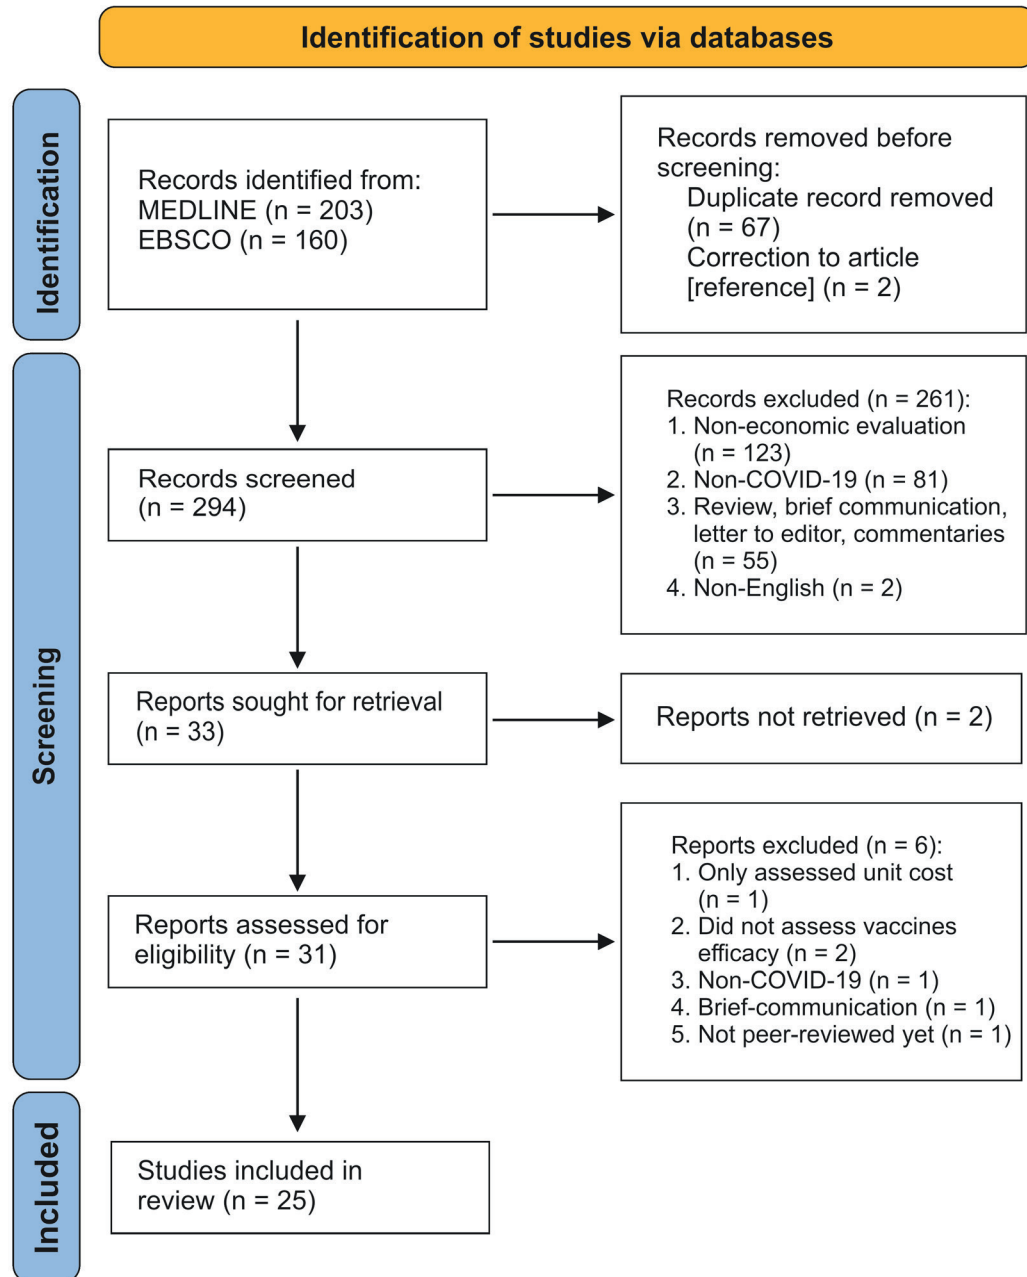 Identification of studies via databases
Identification
Records identified from:
MEDLINE (n = 203)
EBSCO (n = 160)
Records removed before
screening:
Duplicate record removed
(n = 67)
Correction to article
[reference] (n = 2)
Screening
Records screened
(n = 294)
Records excluded (n = 261):
1. Non-economic evaluation
(n = 123)
2. Non-COVID-19 (n = 81)
3. Review, brief communication,
letter to editor, commentaries
(n = 55)
4. Non-English (n = 2)
Reports sought for retrieval
(n = 33)
Reports not retrieved (n = 2)
Reports assessed for
eligibility (n = 31)
Reports excluded (n = 6):
1. Only assessed unit cost
(n = 1)
2. Did not assess vaccines
efficacy (n = 2)
3. Non-COVID-19 (n = 1)
4. Brief-communication (n = 1)
5. Not peer-reviewed yet (n = 1)
Included
Studies included in
review (n = 25)